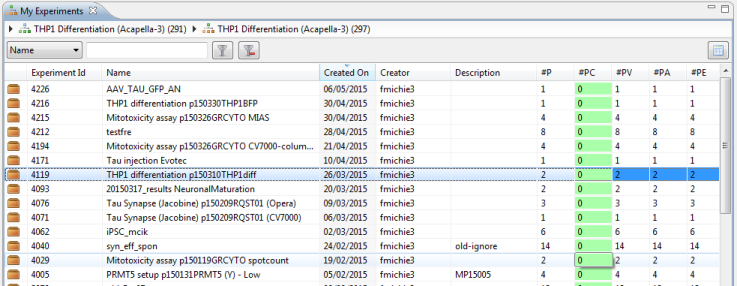 My Experiments
THP1 Differentiation (Acapella-3) (291) THP1 Differentiation (Acapella-3) (297)
Name
Experiment Id Name Created On Creator Description #P #PC #PV #PA #PE
4226 AAV_TAU_GFP_AN 06/05/2015 fmichie3 1 0 1 1 1
4216 THP1 differentiation p150330THP1BFP 30/04/2015 fmichie3 1 0 1 1 1
4215 Mitotoxicity assay p150326GRCYTO MIAS 30/04/2015 fmichie3 4 0 4 4 4
4212 testfre 28/04/2015 fmichie3 8 0 8 8 8
4194 Mitotoxicity assay p150326GRCYTO CV7000-colum... 21/04/2015 fmichie3 4 0 4 4 4
4171 Tau injection Evotec 10/04/2015 fmichie3 1 0 1 1 1
4119 THP1 differentiation p150310THP1diff 26/03/2015 fmichie3 2 0 2 2 2
4093 20150317_results NeuronalMaturation 20/03/2015 fmichie3 2 0 2 2 2
4076 Tau Synapse (Jacobine) p150209RQST01 (Opera) 09/03/2015 fmichie3 3 0 3 3 3
4071 Tau Synapse (Jacobine) p150209RQST01 (CV7000) 06/03/2015 fmichie3 1 0 1 1 1
4062 iPSC_mcik 02/03/2015 fmichie3 6 0 6 6 6
4040 syn_eff_spon 24/02/2015 fmichie3 old-ignore 14 0 14 14 14
4029 Mitotoxicity assay p150119GRCYTO spotcount 19/02/2015 fmichie3 2 0 2 2 2
4005 PRMT5 setup p150131PRMT5 (Y) - Low 05/02/2015 fmichie3 MP15005 4 0 4 4 4